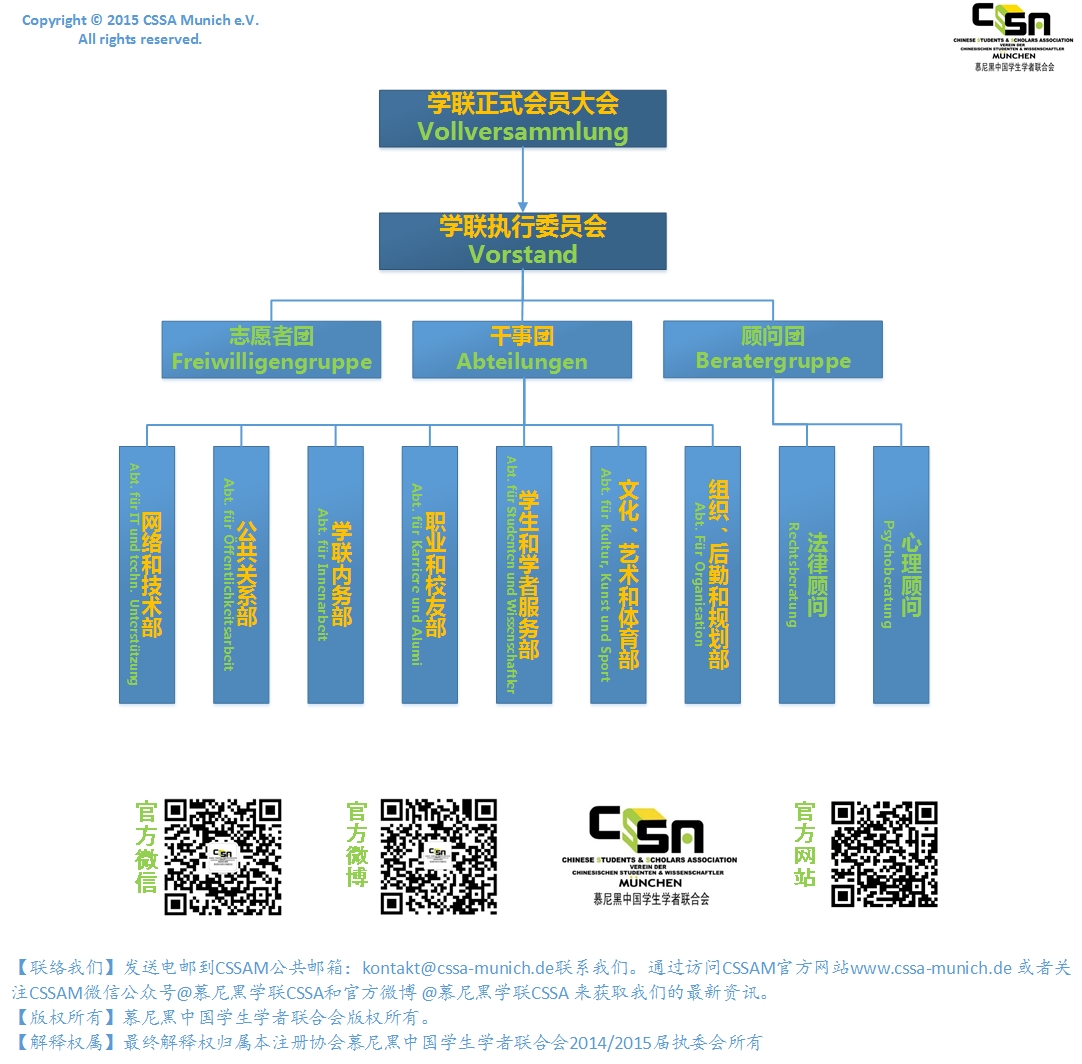 Copyright © 2015 CSSA Munich e.V.
All rights reserved.
CSSA
CHINESE STUDENTS & SCHOLARS ASSOCIATION
VEREIN DER
CHINESISCHEN STUDENTEN & WISSENSCHAFTLER
MÜNCHEN
慕尼黑中国学生学者联合会
学联正式会员大会
Vollversammlung
学联执行委员会
Vorstand
志愿者团
Freiwilligengruppe
干事团
Abteilungen
顾问团
Beratergruppe
网络和技术部
Abt. für IT und techn. Unterstützung
公共关系部
Abt. für Öffentlichkeitsarbeit
学联内务部
Abt. für Innenarbeit
职业和校友部
Abt. für Karriere und Alumi
学生和学者服务部
Abt. für Studenten und Wissenschaftler
文化、艺术和体育部
Abt. für Kultur, Kunst und Sport
组织、后勤和规划部
Abt. Für Organisation
法律顾问
Rechtsberatung
心理顾问
Psychoberatung
官方微信
官方微博
CSSA
CHINESE STUDENTS & SCHOLARS ASSOCIATION
VEREIN DER
CHINESISCHEN STUDENTEN & WISSENSCHAFTLER
MÜNCHEN
慕尼黑中国学生学者联合会
官方网站
【联络我们】发送电邮到CSSAM公共邮箱：kontakt@cssa-munich.de联系我们。通过访问CSSAM官方网站www.cssa-munich.de 或者关
注CSSAM微信公众号@慕尼黑学联CSSA和官方微博 @慕尼黑学联CSSA 来获取我们的最新资讯。
【版权所有】慕尼黑中国学生学者联合会版权所有。
【解释权属】最终解释权归属本注册协会慕尼黑中国学生学者联合会2014/2015届执委会所有